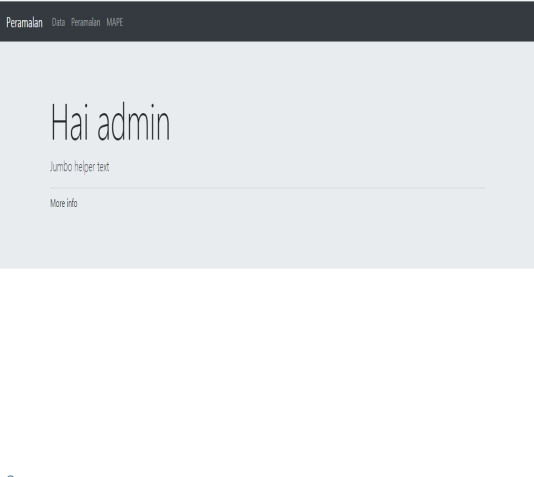 Peramalan Data Peramalan MAPE
Hai admin
Jumbo helper text
More info